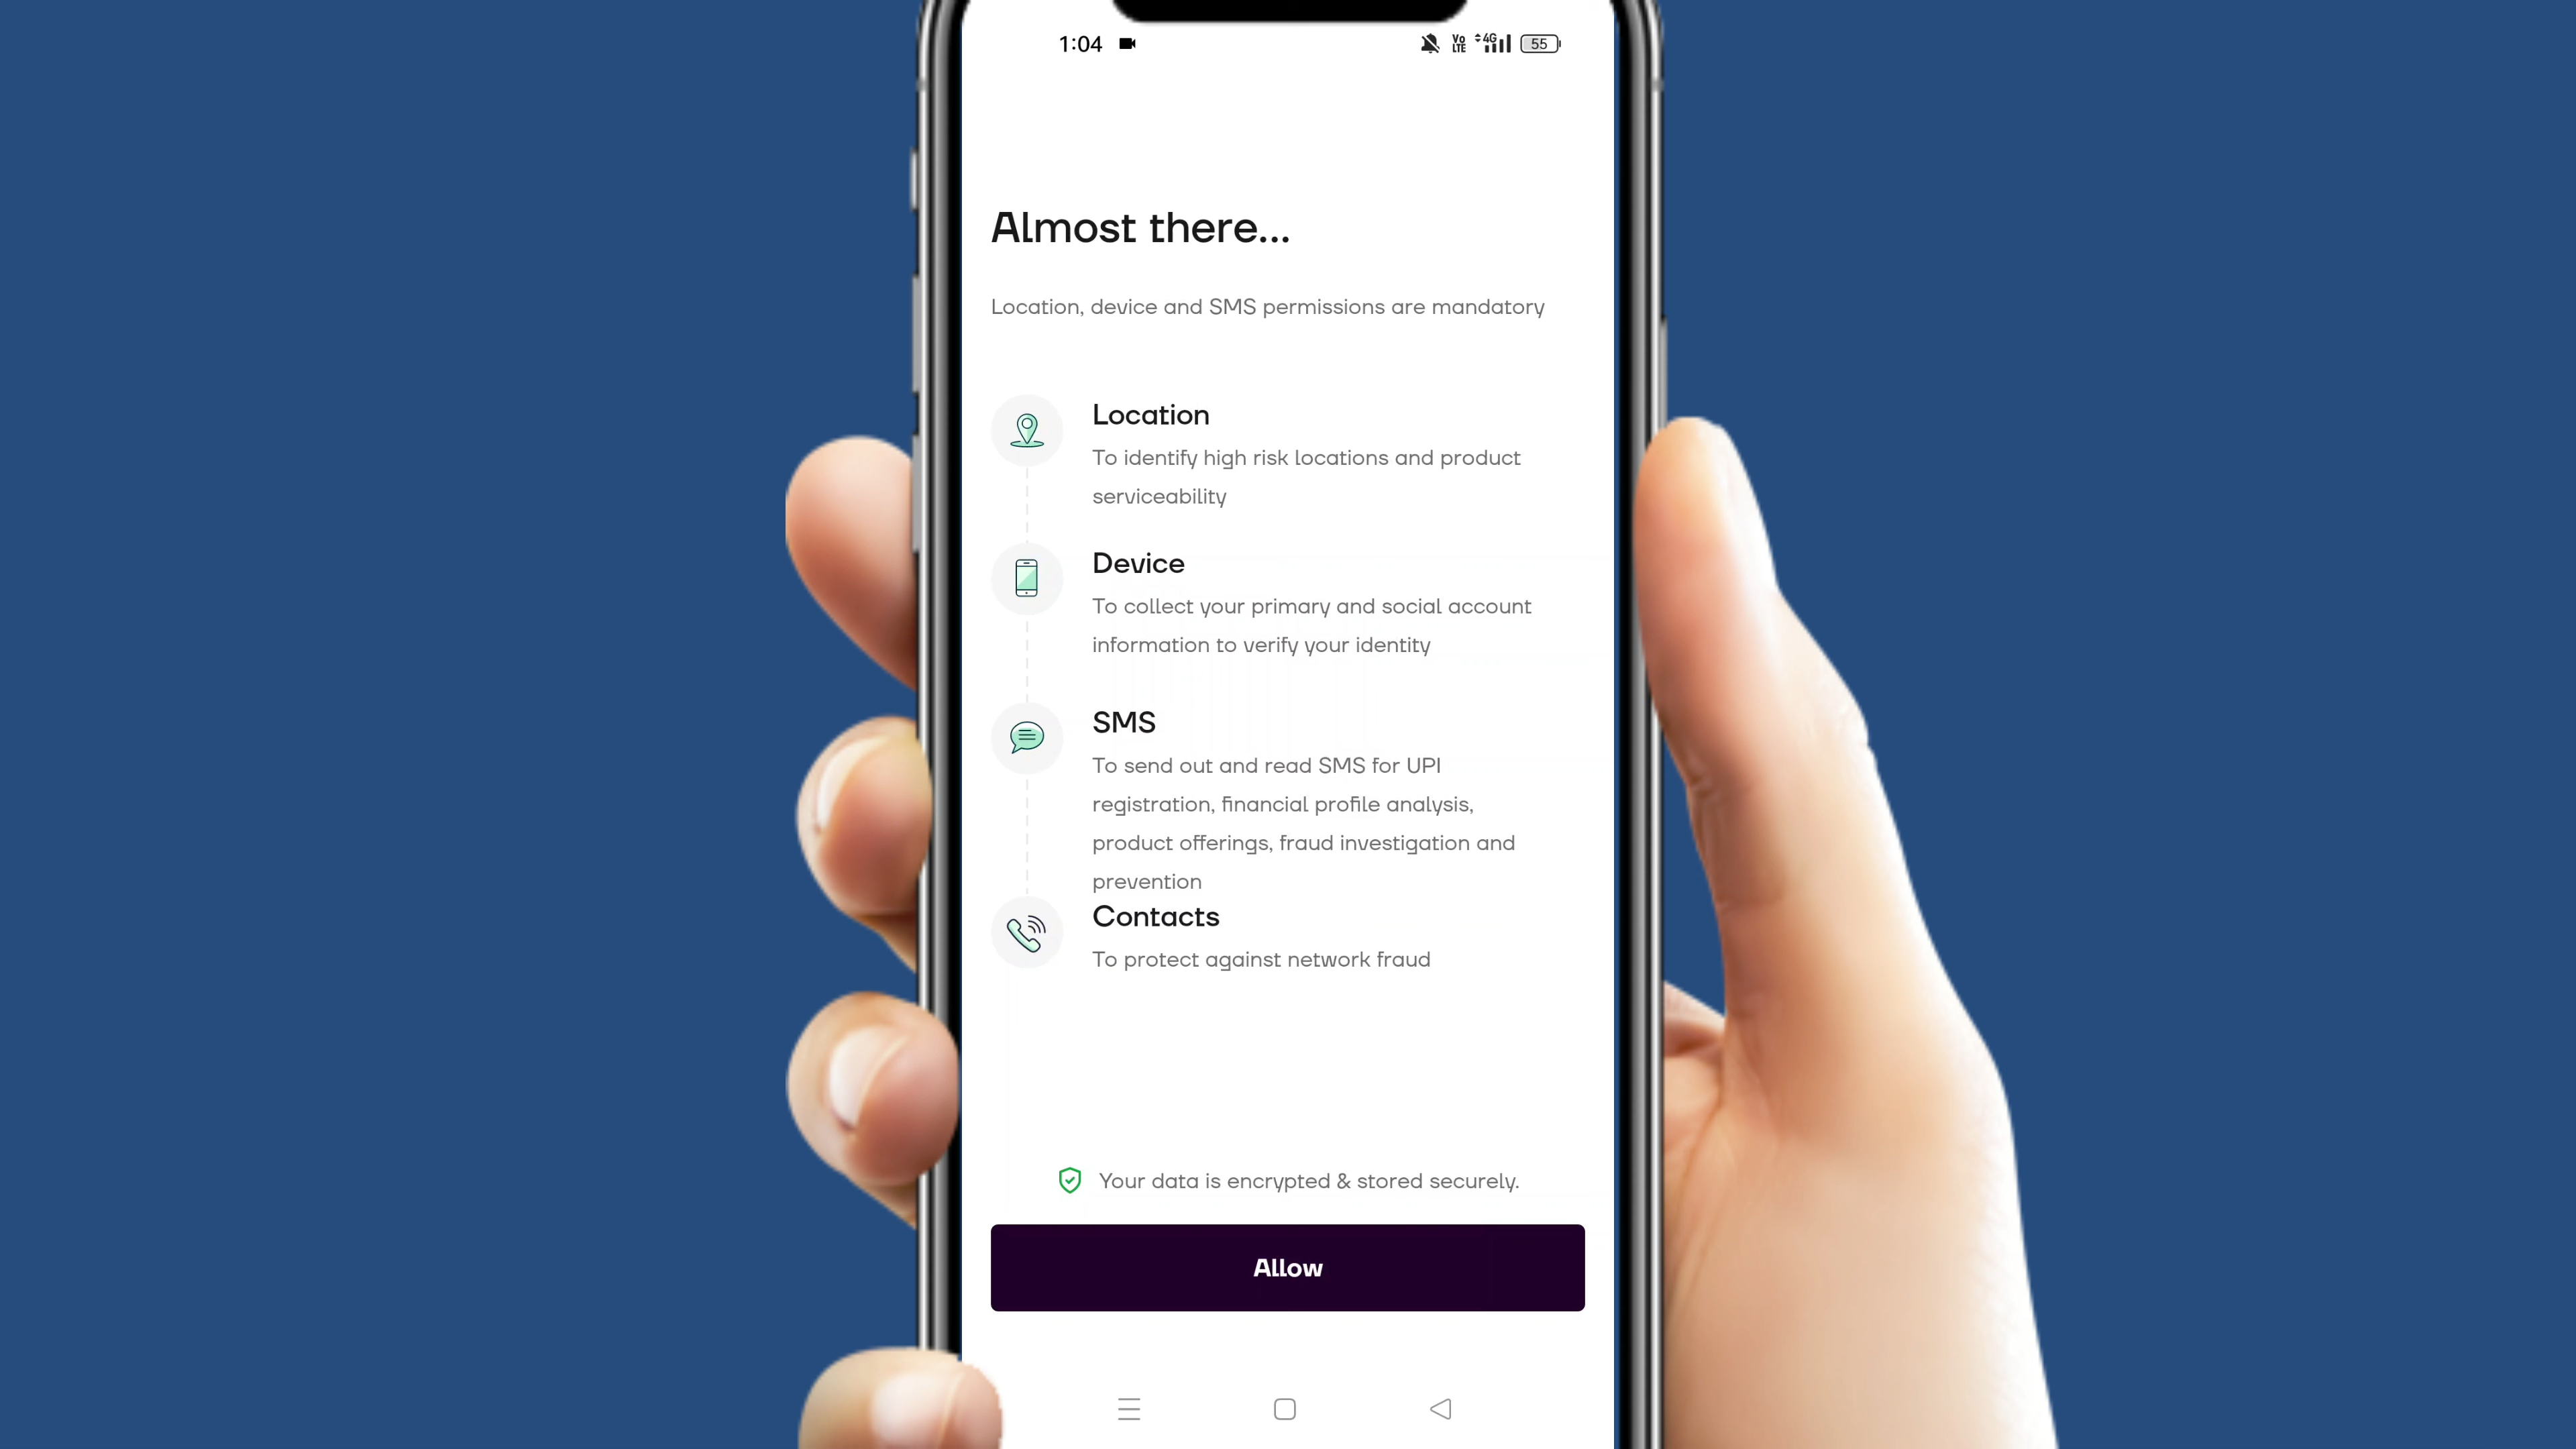 1:04 Vo LTE 4G 55
Almost there...
Location, device and SMS permissions are mandatory
Location
To identify high risk locations and product
serviceability
Device
To collect your primary and social account
information to verify your identity
SMS
To send out and read SMS for UPI
registration, financial profile analysis,
product offerings, fraud investigation and
prevention
Contacts
To protect against network fraud
Your data is encrypted & stored securely.
Allow